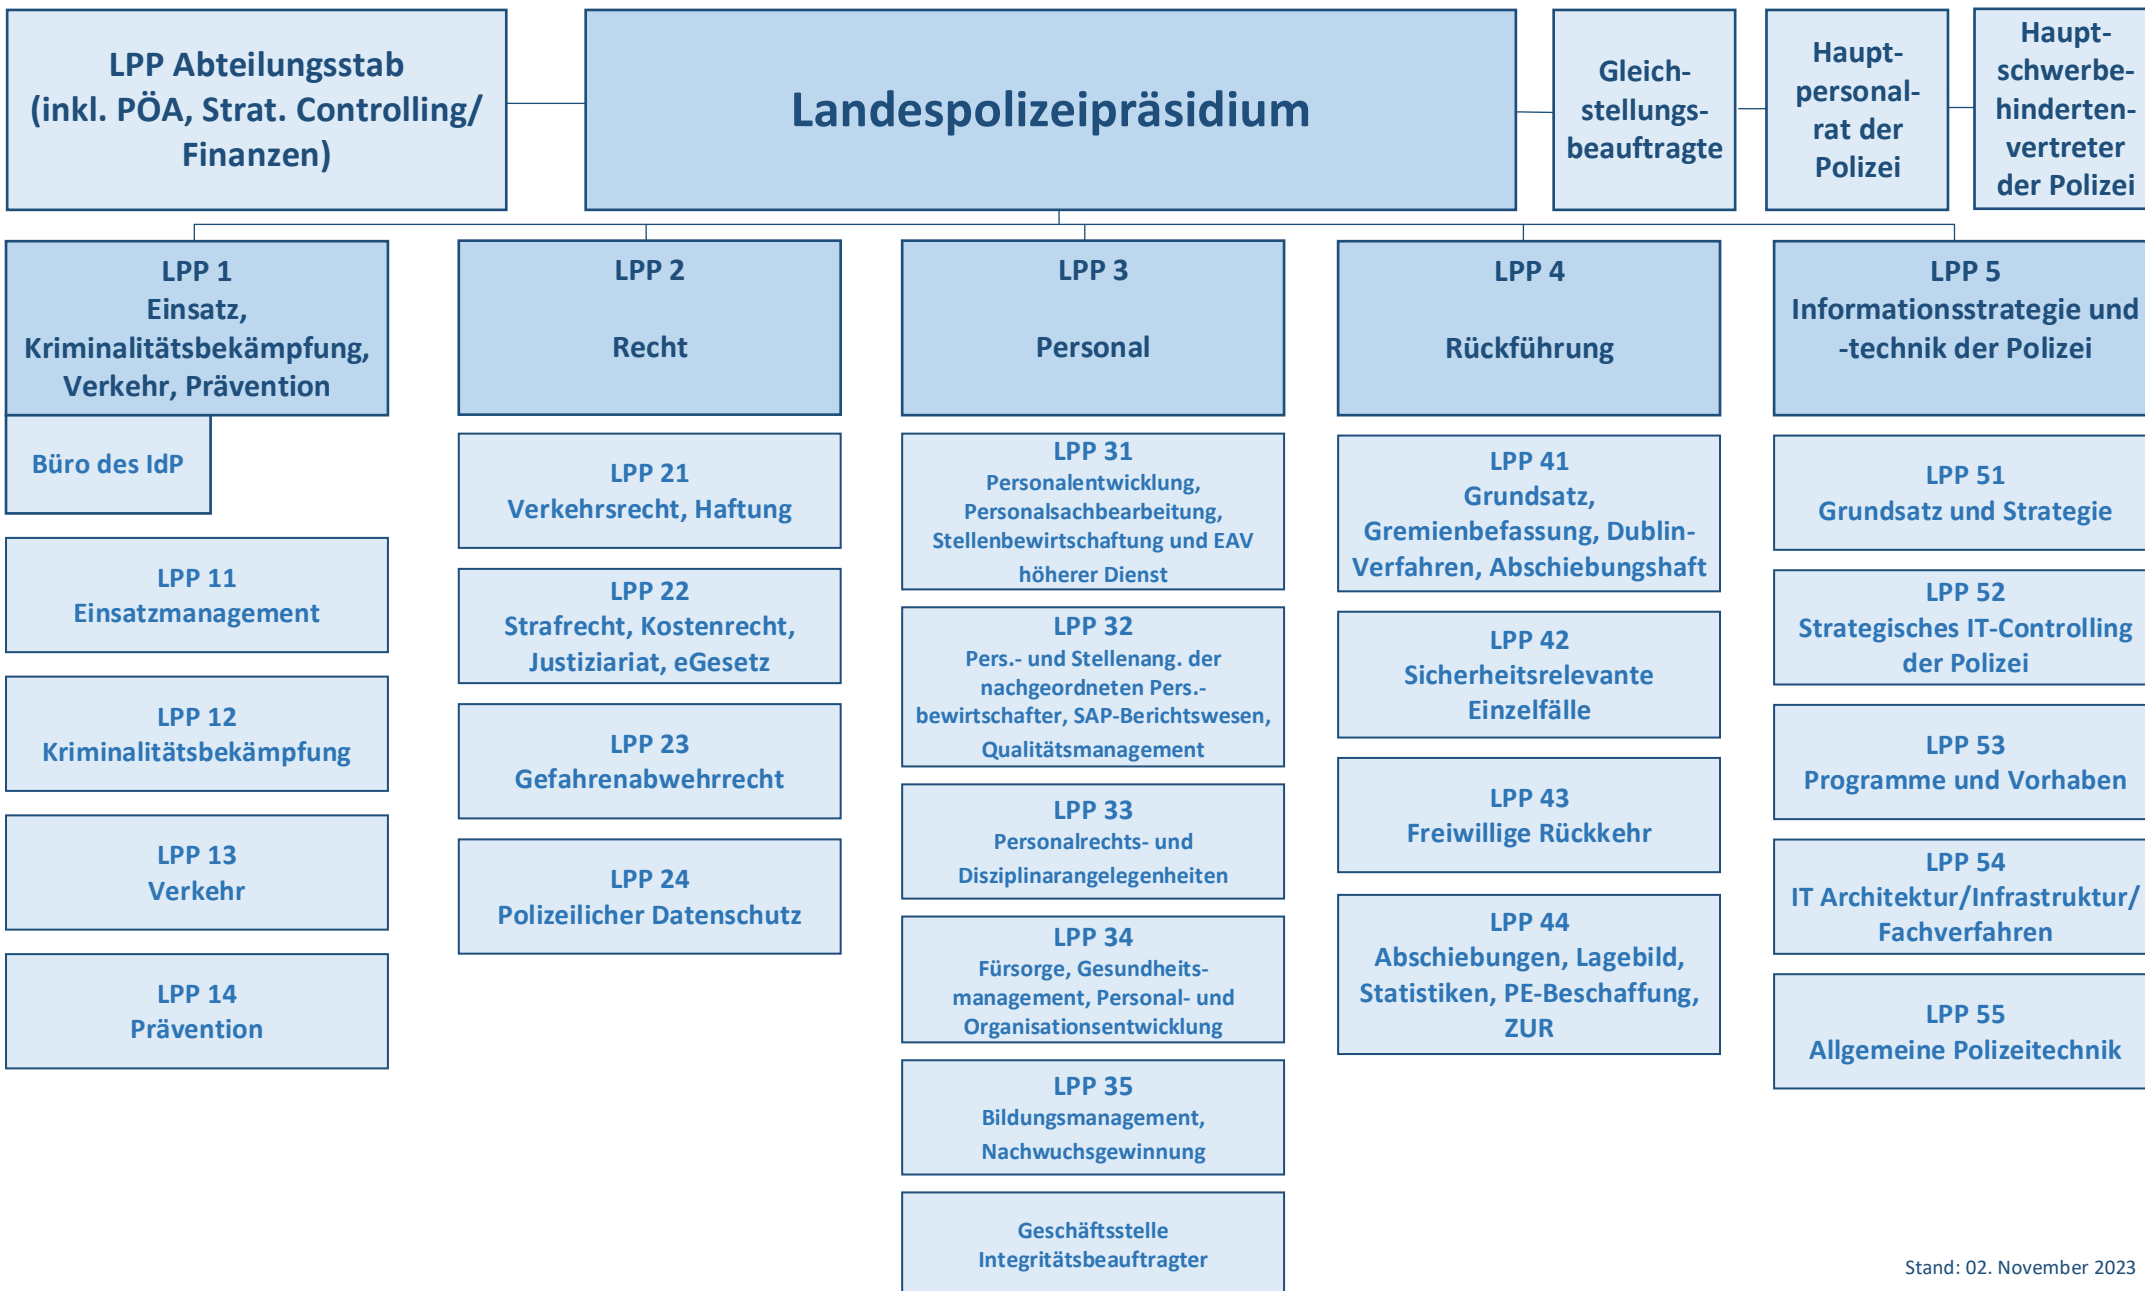 LPP Abteilungsstab
(inkl. PÖA, Strat. Controlling/
Finanzen)
Landespolizeipräsidium
Gleich-
stellungs-
beauftragte
Haupt-
personal-
rat der
Polizei
Haupt-
schwerbe-
hinderten-
vertreter
der Polizei
LPP 1
Einsatz,
Kriminalitätsbekämpfung,
Verkehr, Prävention
Büro des IdP
LPP 11
Einsatzmanagement
LPP 12
Kriminalitätsbekämpfung
LPP 13
Verkehr
LPP 14
Prävention
LPP 2
Recht
LPP 21
Verkehrsrecht, Haftung
LPP 22
Strafrecht, Kostenrecht,
Justiziariat, eGesetz
LPP 23
Gefahrenabwehrrecht
LPP 24
Polizeilicher Datenschutz
LPP 3
Personal
LPP 31
Personalentwicklung,
Personalsachbearbeitung,
Stellenbewirtschaftung und EAV
höherer Dienst
LPP 32
Pers.- und Stellenang. der
nachgeordneten Pers.-
bewirtschafter, SAP-Berichtswesen,
Qualitätsmanagement
LPP 33
Personalrechts- und
Disziplinarangelegenheiten
LPP 34
Fürsorge, Gesundheits-
management, Personal- und
Organisationsentwicklung
LPP 35
Bildungsmanagement,
Nachwuchsgewinnung
Geschäftsstelle
Integritätsbeauftragter
LPP 4
Rückführung
LPP 41
Grundsatz,
Gremienbefassung, Dublin-
Verfahren, Abschiebungshaft
LPP 42
Sicherheitsrelevante
Einzelfälle
LPP 43
Freiwillige Rückkehr
LPP 44
Abschiebungen, Lagebild,
Statistiken, PE-Beschaffung,
ZUR
LPP 5
Informationsstrategie und
-technik der Polizei
LPP 51
Grundsatz und Strategie
LPP 52
Strategisches IT-Controlling
der Polizei
LPP 53
Programme und Vorhaben
LPP 54
IT Architektur/Infrastruktur/
Fachverfahren
LPP 55
Allgemeine Polizeitechnik
Stand: 02. November 2023